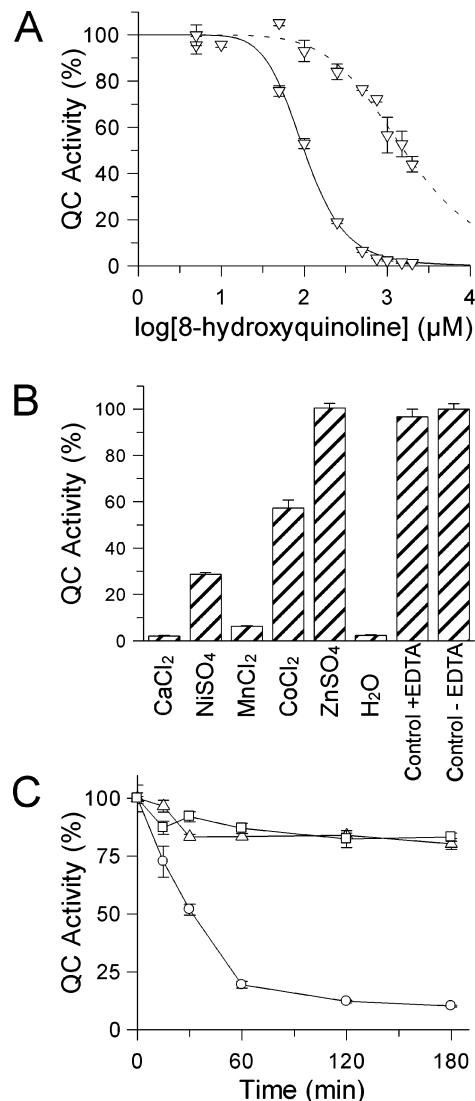 A
QC Activity (%)
100
80
60
40
20
0
0 1 2 3 4
log[8-hydroxyquinoline] (µM)
B
QC Activity (%)
100
80
60
40
20
0
CaCl2
NiSO4
MnCl2
CoCl2
ZnSO4
H2O
Control +EDTA
Control - EDTA
C
QC Activity (%)
100
75
50
25
0
0 60 120 180
Time (min)